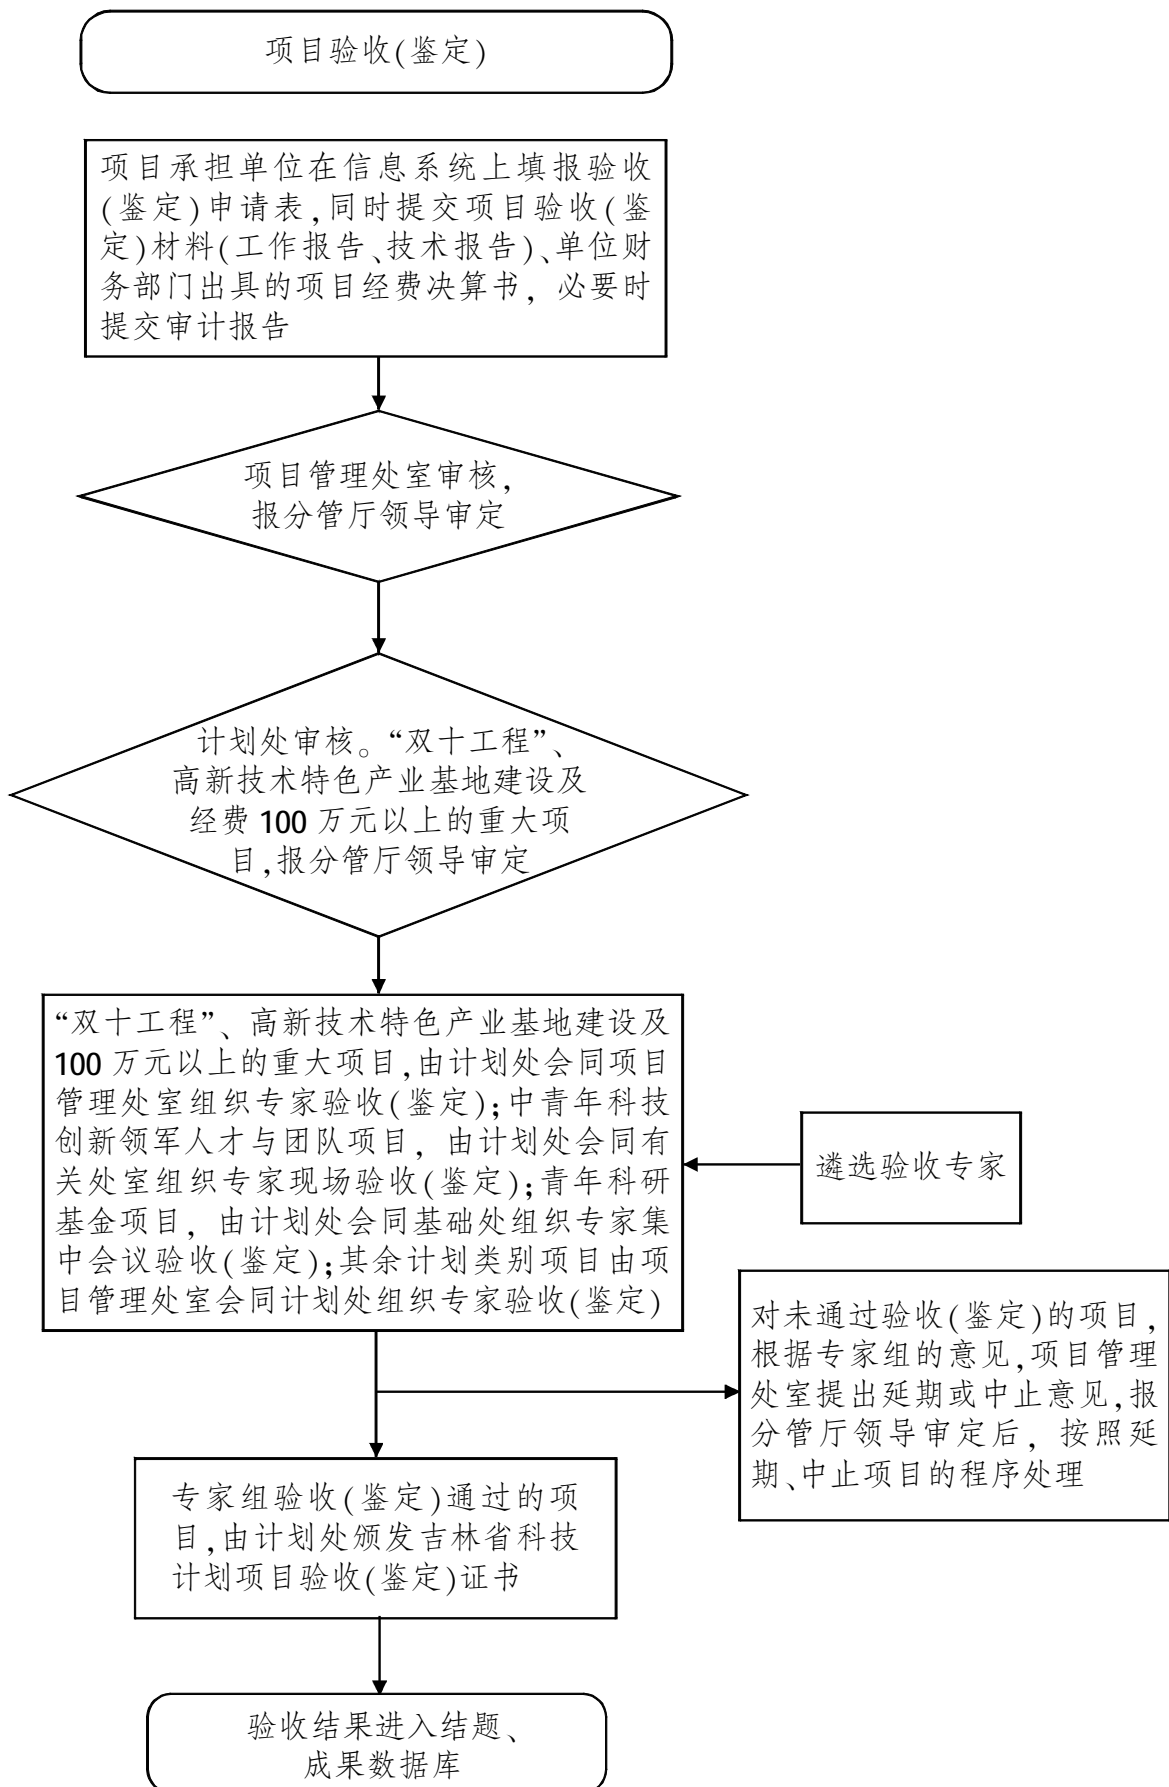 项目验收(鉴定)
项目承担单位在信息系统上填报验收
(鉴定)申请表,同时提交项目验收(鉴
定)材料(工作报告、技术报告)、单位财
务部门出具的项目经费决算书，必要时
提交审计报告
项目管理处室审核，
报分管厅领导审定
计划处审核。“双十工程”、
高新技术特色产业基地建设及
经费 100 万元以上的重大项
目,报分管厅领导审定
“双十工程”、高新技术特色产业基地建设及
100 万元以上的重大项目,由计划处会同项目
管理处室组织专家验收(鉴定);中青年科技
创新领军人才与团队项目，由计划处会同有
关处室组织专家现场验收(鉴定);青年科研
基金项目，由计划处会同基础处组织专家集
中会议验收(鉴定);其余计划类别项目由项
目管理处室会同计划处组织专家验收(鉴定)
遴选验收专家
对未通过验收(鉴定)的项目，
根据专家组的意见,项目管理
处室提出延期或中止意见,报
分管厅领导审定后，按照延
期、中止项目的程序处理
专家组验收(鉴定)通过的项
目,由计划处颁发吉林省科技
计划项目验收(鉴定)证书
验收结果进入结题、
成果数据库